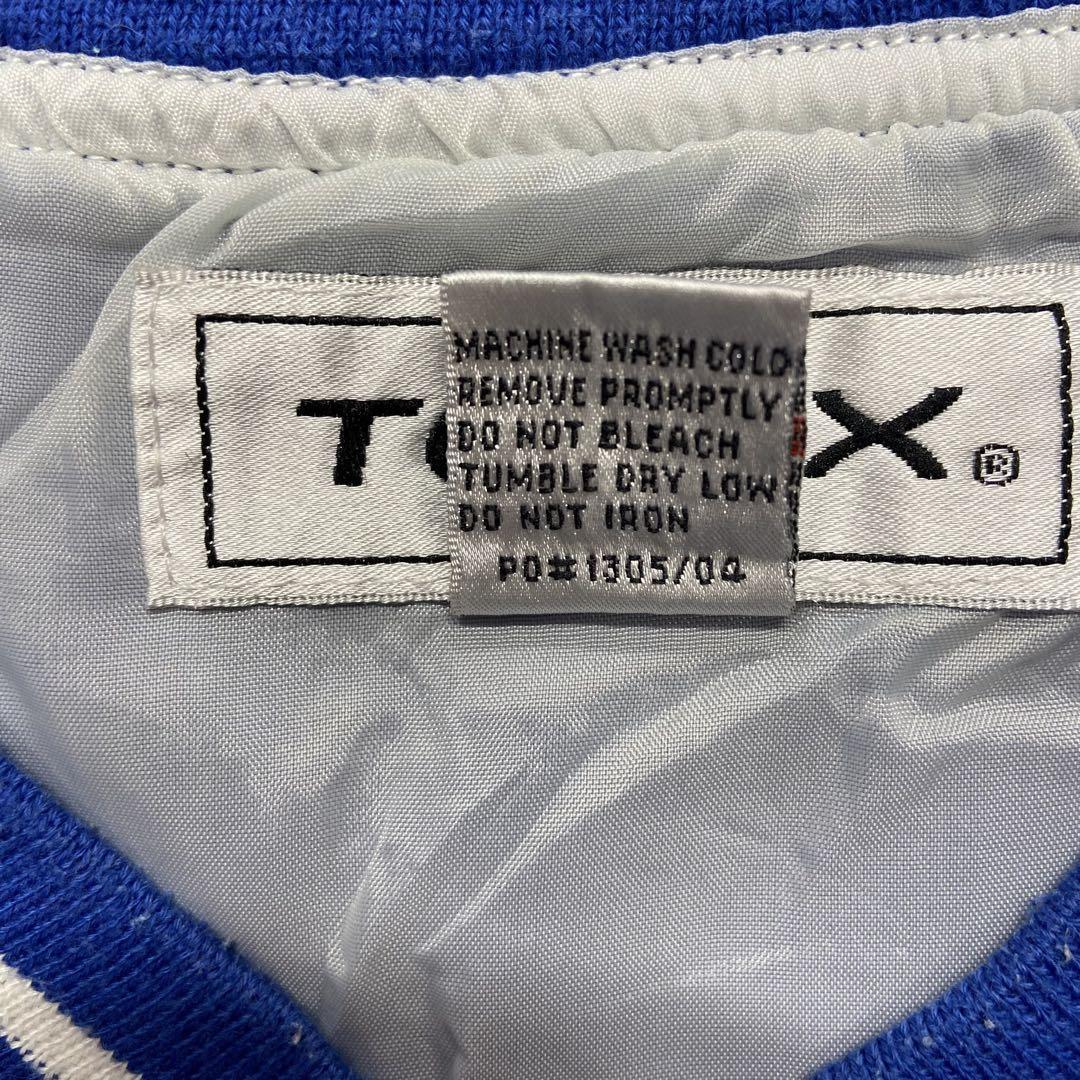 MACHINE WASH COLD
REMOVE PROMPTLY
DO NOT BLEACH
TUMBLE DRY LOW
DO NOT IRON
PO#1305/04